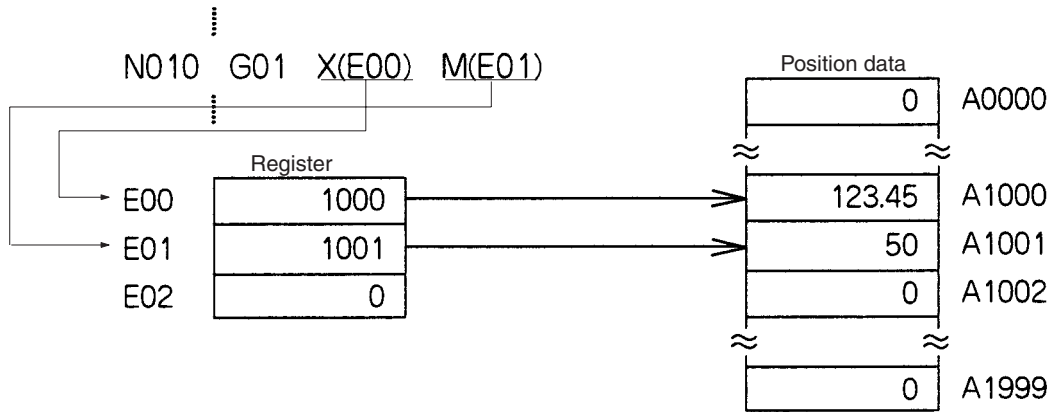 N010 G01 X(E00) M(E01)
Position data
0 A0000
Register
E00 1000 123.45 A1000
E01 1001 50 A1001
E02 0 0 A1002
0 A1999